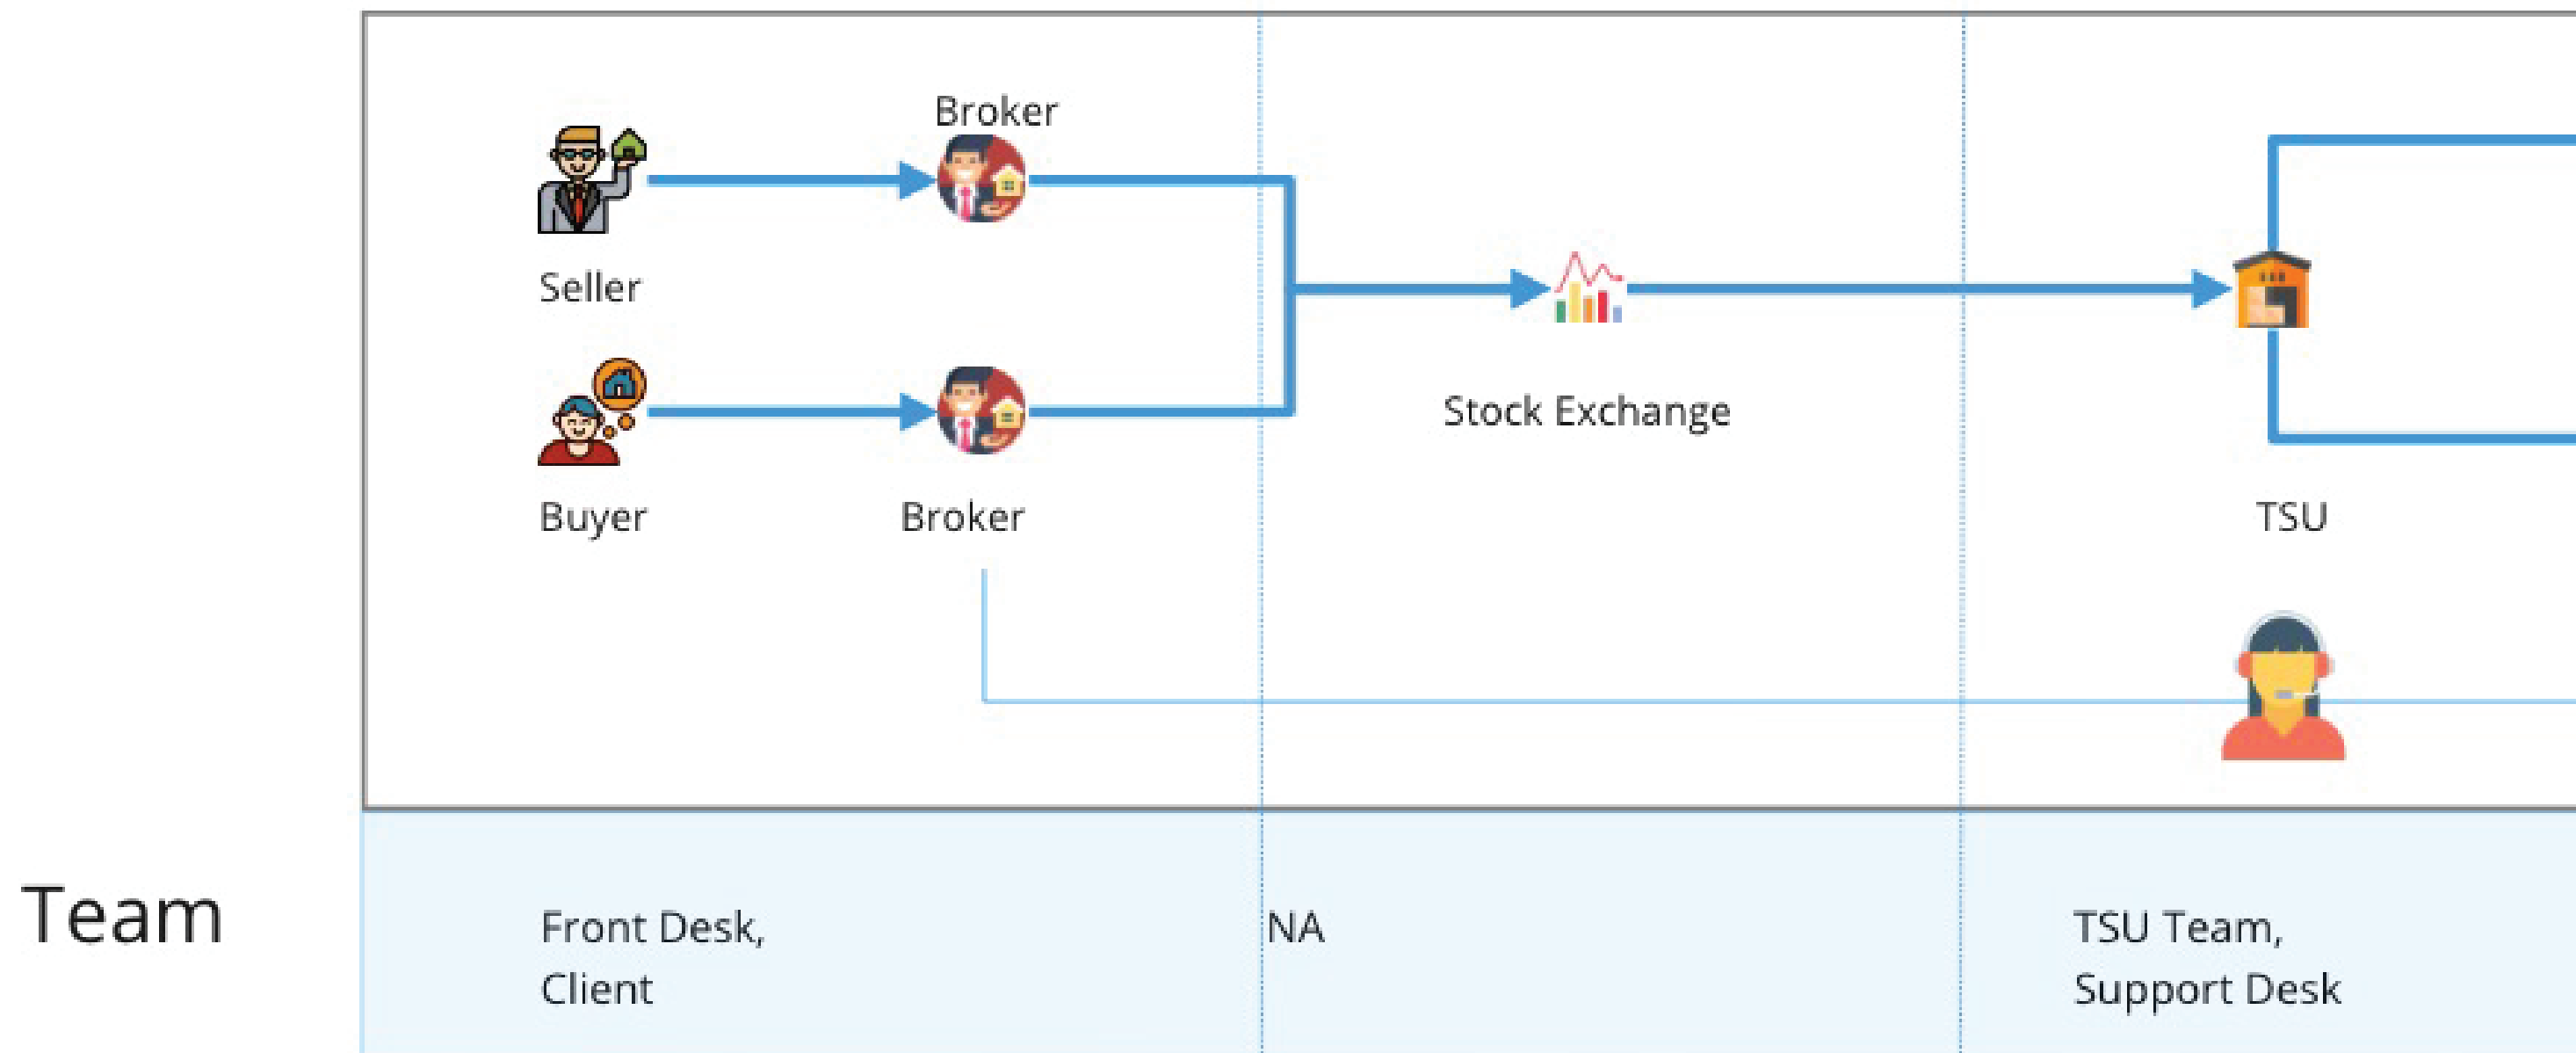 Broker
Seller
Stock Exchange
Buyer
Broker
TSU
Team
Front Desk,
Client
NA
TSU Team,
Support Desk